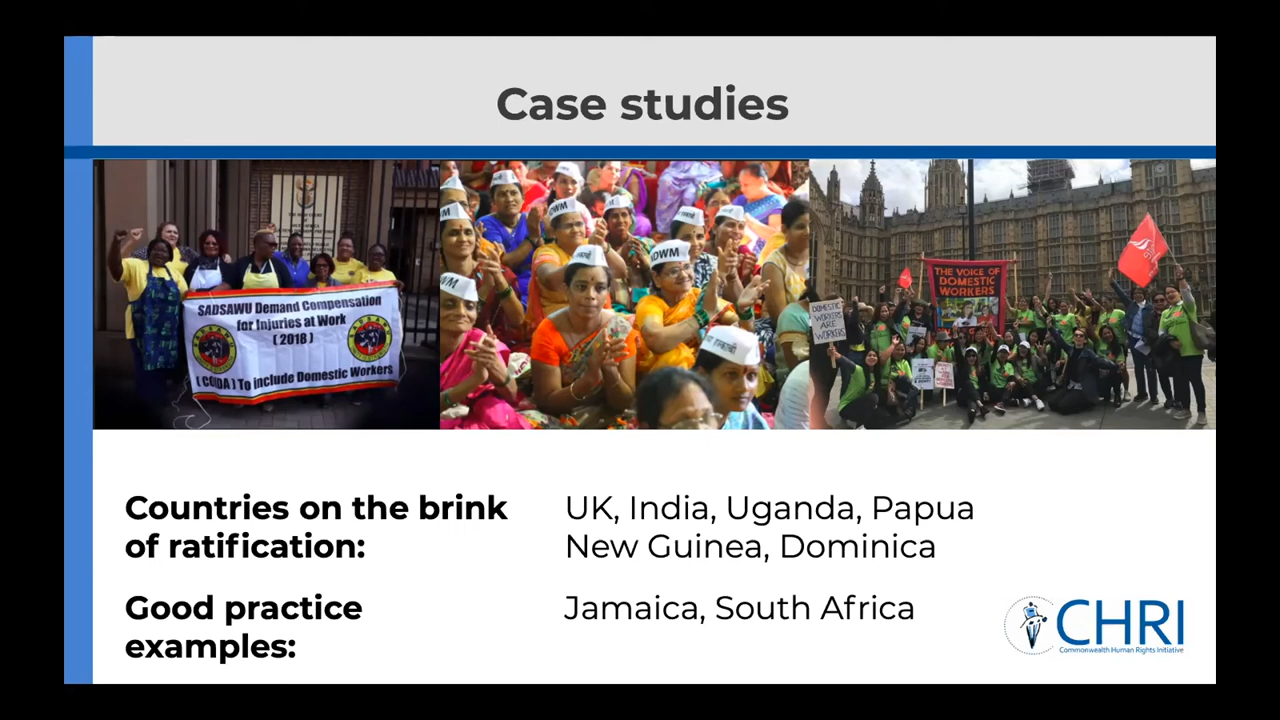 Case studies
SADSAWU Demand Compensation
for Injuries at Work
( 2018 )
( COIDA ) To Include Domestic Workers
THE VOICE OF
DOMESTIC
WORKERS
DOMESTIC
WORKERS
ARE
WORKERS
Countries on the brink
of ratification:
UK, India, Uganda, Papua
New Guinea, Dominica
Good practice
examples:
Jamaica, South Africa
CHRI
Commonwealth Human Rights Initiative